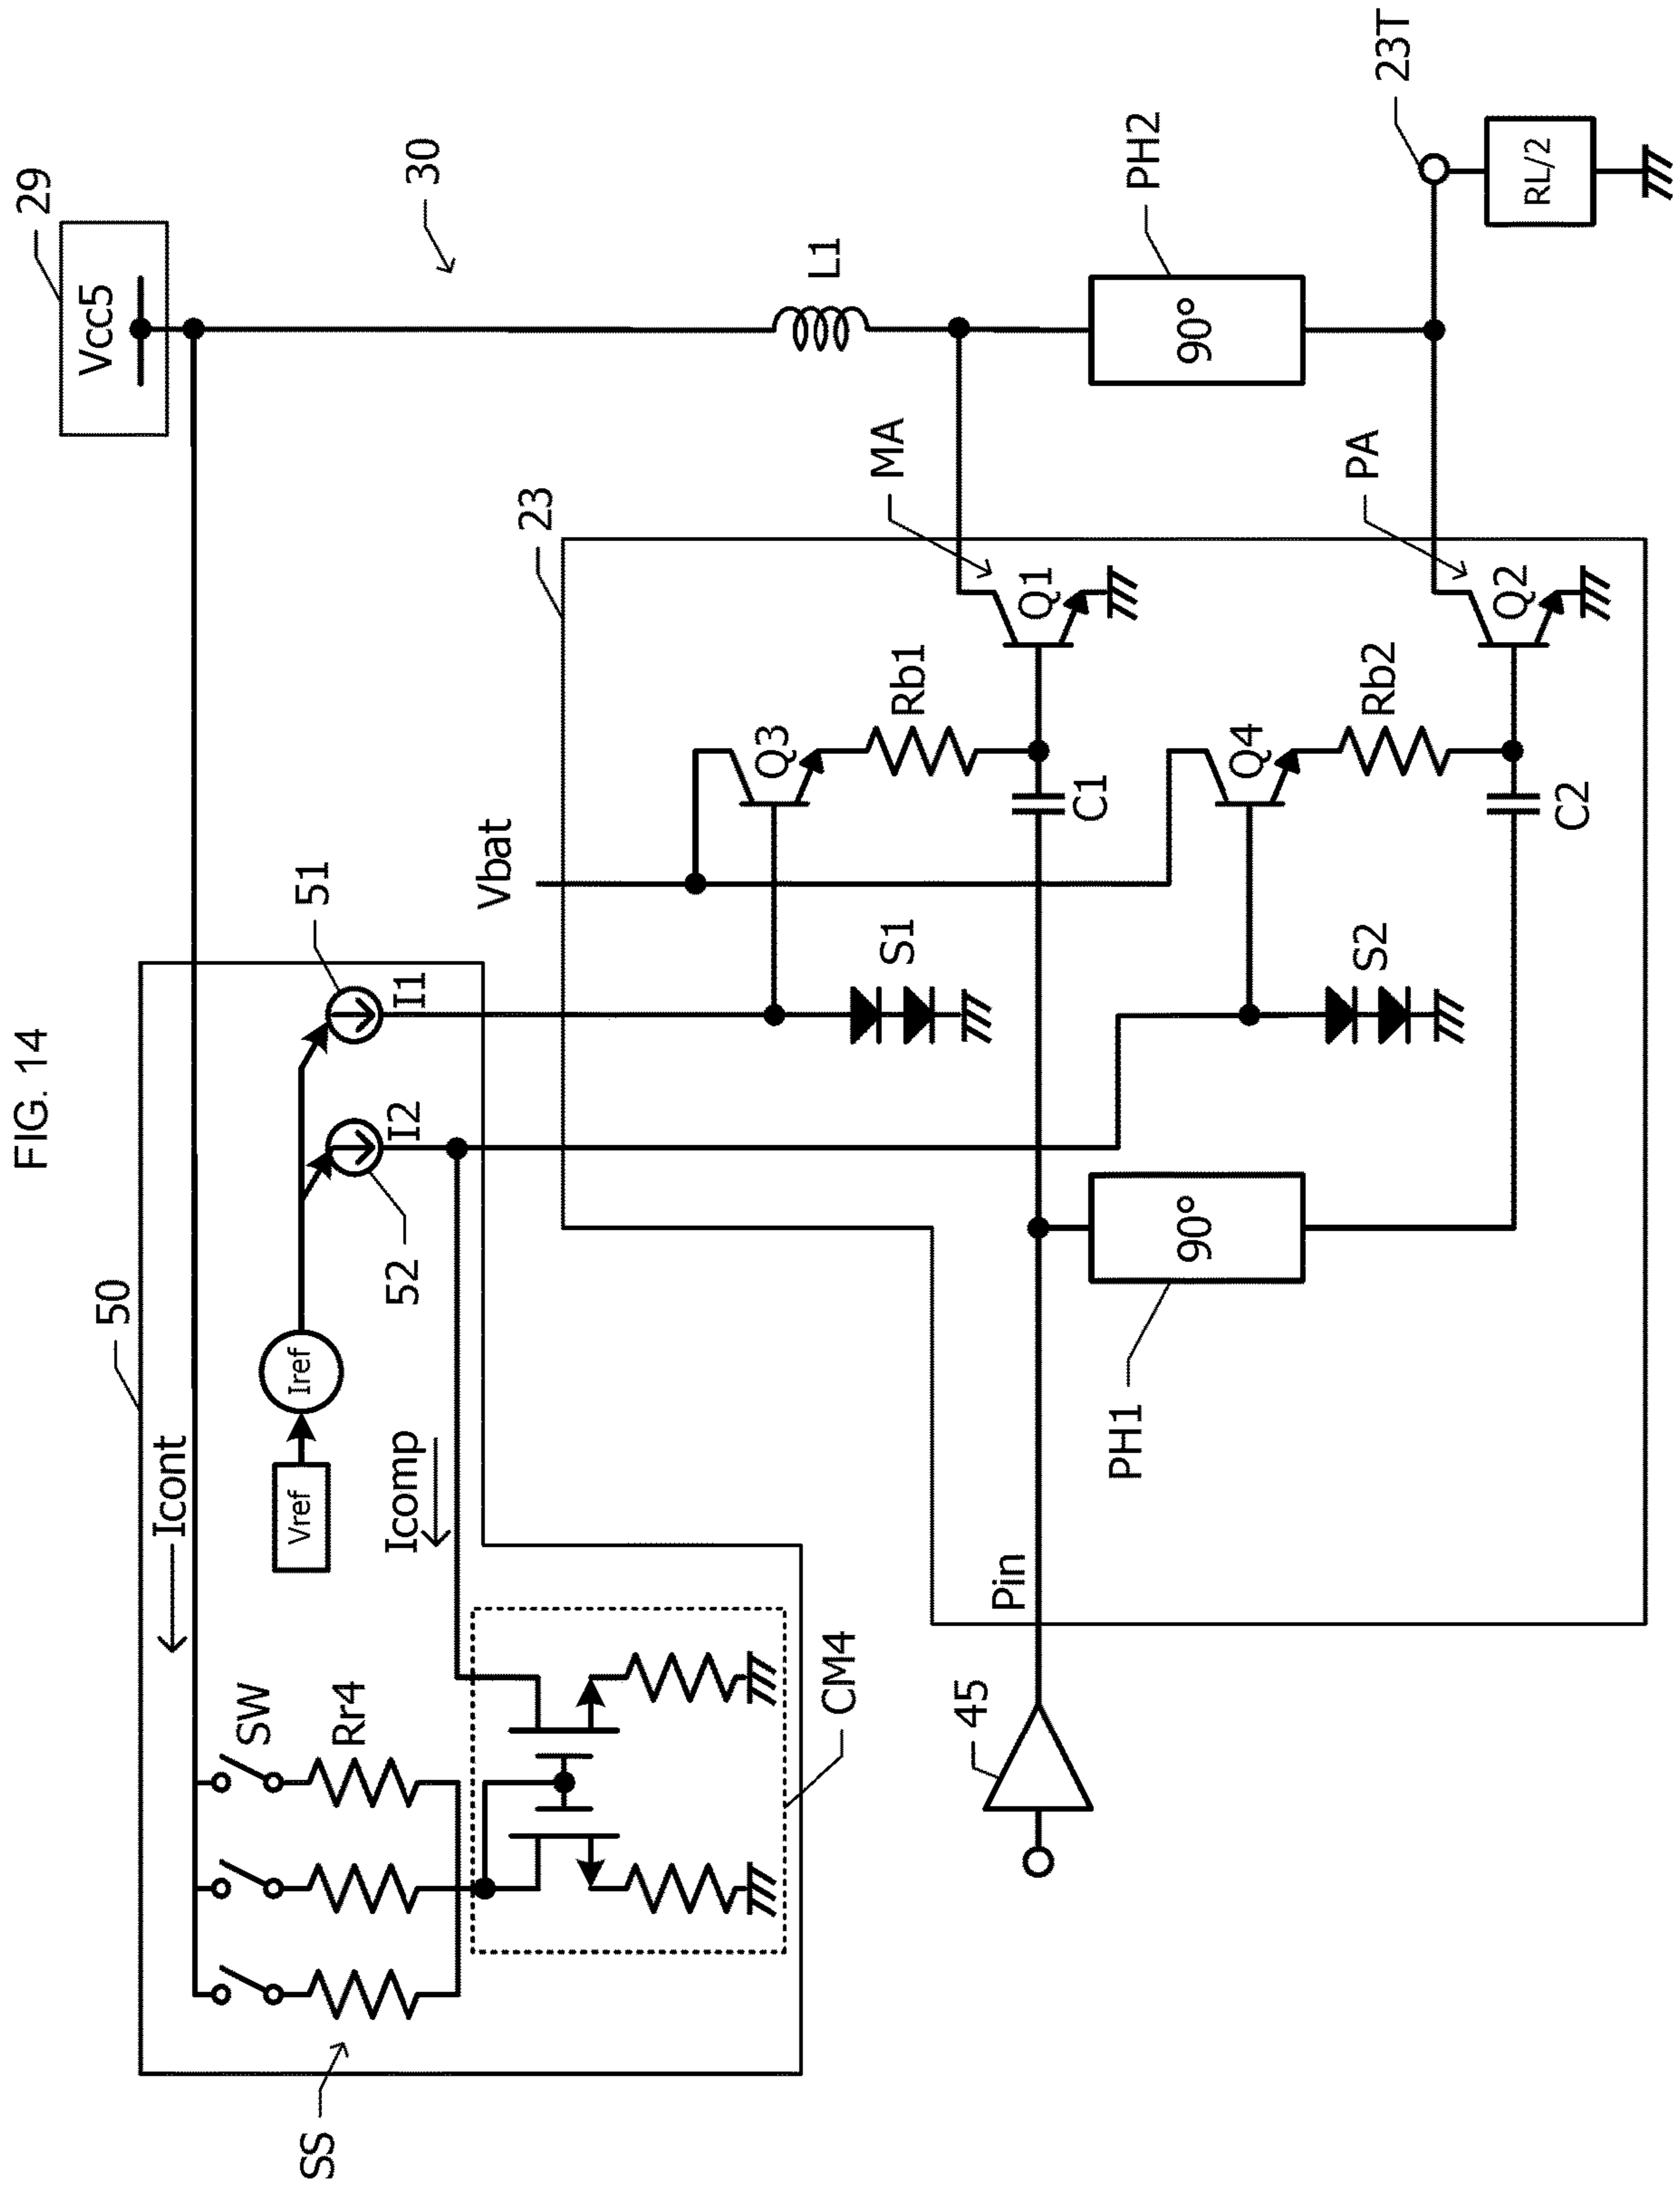 FIG. 14
29
Vcc5
30
L1
PH2
90°
23T
RL/2
50
Icont
51
I1
52
I2
Iref
Vref
Icomp
SW
Rr4
SS
CM4
23
Vbat
MA
Q1
Q3
Rb1
C1
S1
PA
Q2
Q4
Rb2
C2
S2
90°
PH1
Pin
45